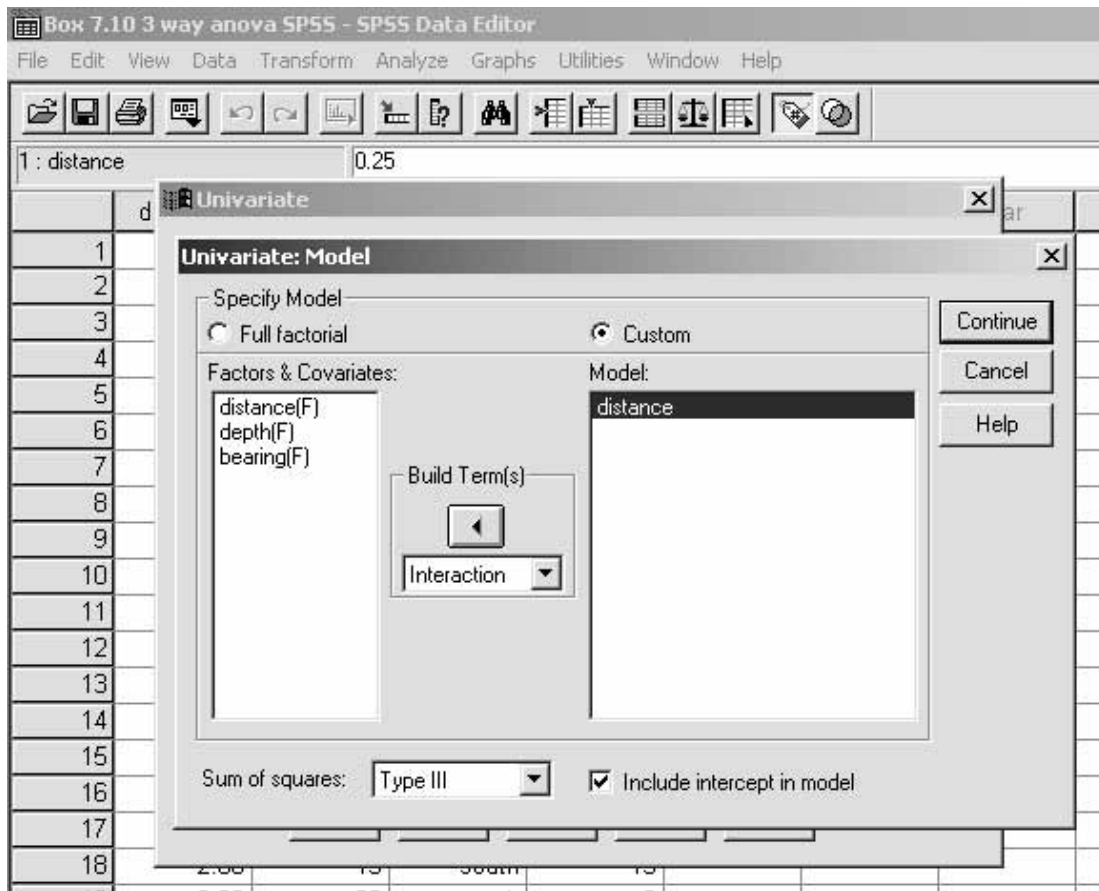 Box 7.10 3 way anova SPSS - SPSS Data Editor
File Edit View Data Transform Analyze Graphs Utilities Window Help
1 : distance 0.25
Univariate
d ar
Univariate: Model
Specify Model
Full factorial Custom
Factors & Covariates: Model:
distance(F) distance
depth(F)
bearing(F)
Build Term(s)
Interaction
Continue
Cancel
Help
Sum of squares: Type III Include intercept in model
1
2
3
4
5
6
7
8
9
10
11
12
13
14
15
16
17
18